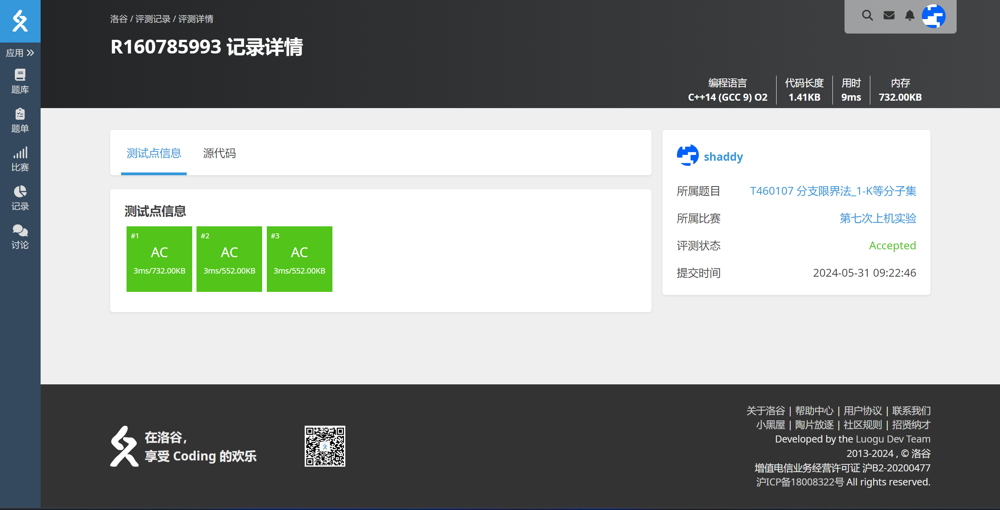 洛谷 / 评测记录 / 评测详情
R160785993 记录详情
应用
题库
题单
比赛
记录
讨论
编程语言
C++14 (GCC 9) O2
代码长度
1.41KB
用时
9ms
内存
732.00KB
测试点信息
源代码
测试点信息
#1
AC
3ms/732.00KB
#2
AC
3ms/552.00KB
#3
AC
3ms/552.00KB
shaddy
所属题目 T460107 分支限界法_1-K等分子集
所属比赛 第七次上机实验
评测状态 Accepted
提交时间 2024-05-31 09:22:46
在洛谷，
享受 Coding 的欢乐
关于洛谷 | 帮助中心 | 用户协议 | 联系我们
小黑屋 | 陶片放逐 | 社区规则 | 招贤纳才
Developed by the Luogu Dev Team
2013-2024 , © 洛谷
增值电信业务经营许可证 沪B2-20200477
沪ICP备18008322号 All rights reserved.